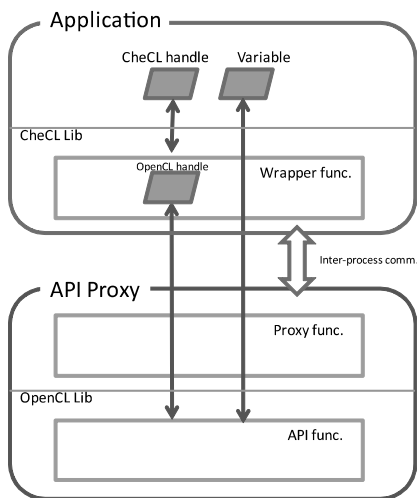 Application
CheCL handle
Variable
CheCL Lib
OpenCL handle
Wrapper func.
Inter-process comm.
API Proxy
Proxy func.
OpenCL Lib
API func.